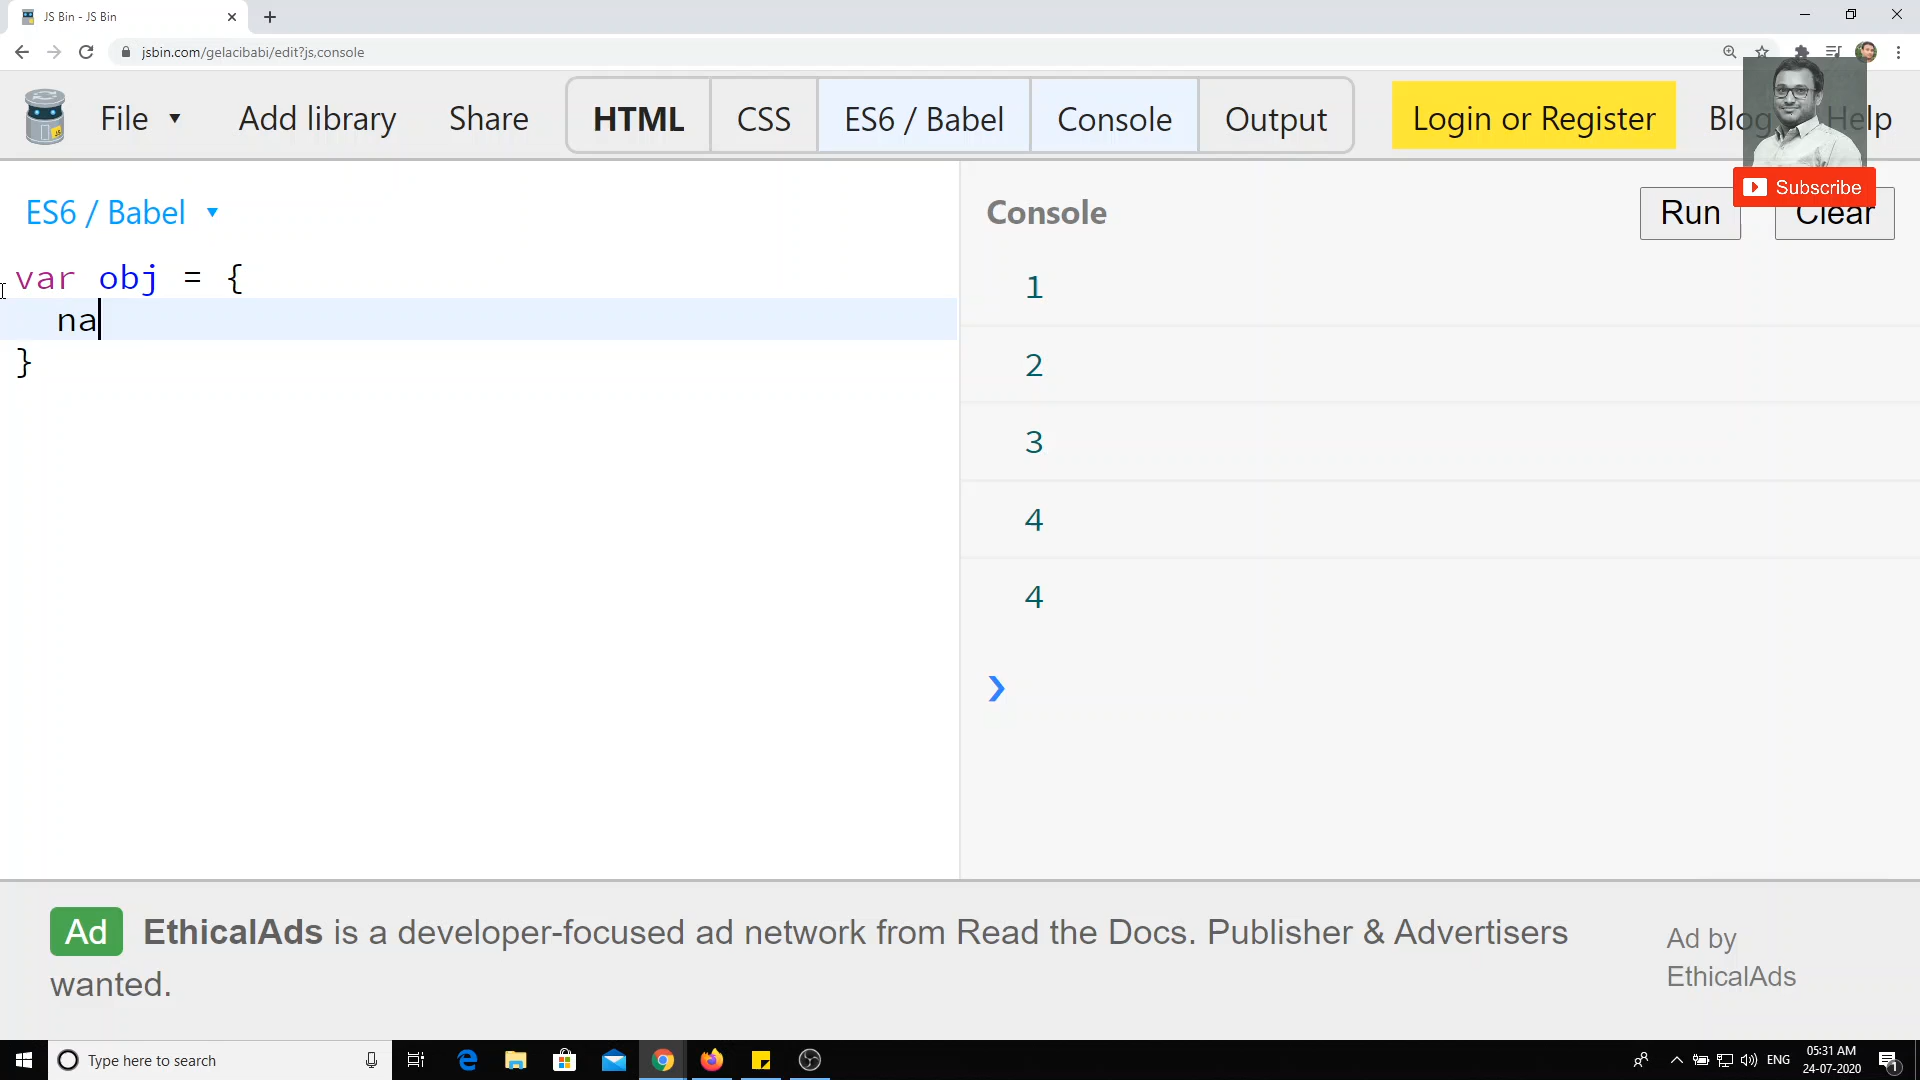 JS Bin - JS Bin
jsbin.com/gelacibabi/edit?js,console
File Add library Share HTML CSS ES6 / Babel Console Output Login or Register Blog Help
Subscribe
ES6 / Babel
Console
Run Clear
var obj = {
na
}
1
2
3
4
4
Ad EthicalAds is a developer-focused ad network from Read the Docs. Publisher & Advertisers
wanted.
Ad by
EthicalAds
Type here to search
ENG
05:31 AM
24-07-2020
1